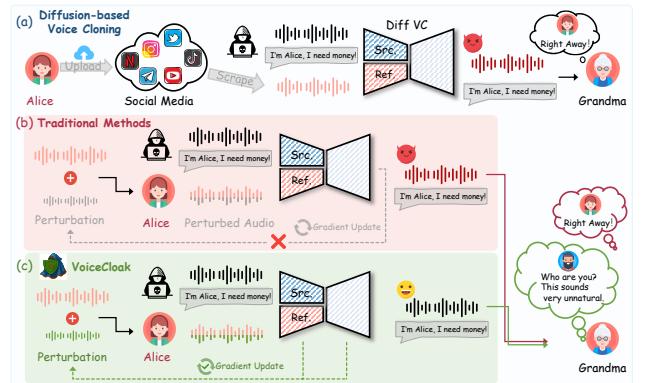 (a) Diffusion-based
Voice Cloning
Diff VC
Upload
Scrape
I'm Alice, I need money!
Src.
Ref.
I'm Alice, I need money!
Right Away!
Alice
Social Media
Grandma
(b) Traditional Methods
I'm Alice, I need money!
Src.
Ref.
I'm Alice, I need money!
Perturbation
Alice
Perturbed Audio
Gradient Update
Right Away!
(c) VoiceCloak
I'm Alice, I need money!
Src.
Ref.
I'm Alice, I need money!
Perturbation
Alice
Gradient Update
Who are you?
This sounds
very unnatural.
Grandma